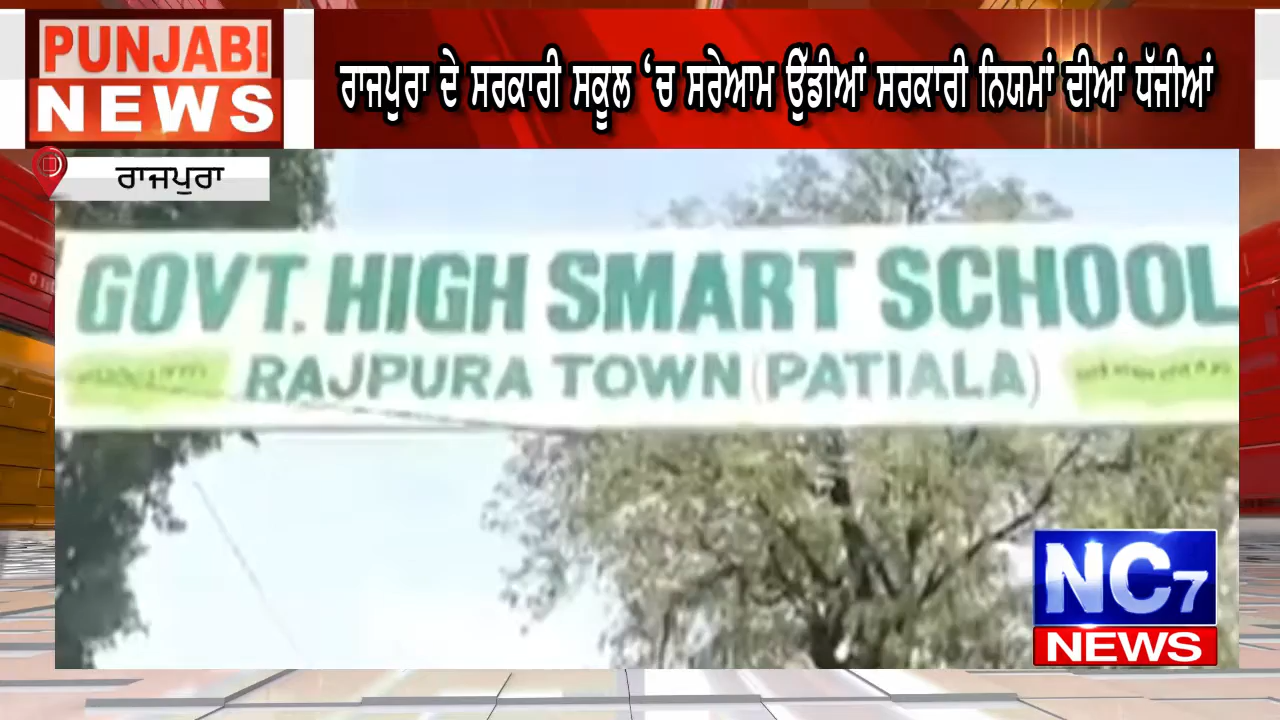 PUNJABI
NEWS
ਰਾਜਪੁਰਾ ਦੇ ਸਰਕਾਰੀ ਸਕੂਲ ‘ਚ ਸਰੇਆਮ ਉੱਡੀਆਂ ਸਰਕਾਰੀ ਨਿਯਮਾਂ ਦੀਆਂ ਧੱਜੀਆਂ
ਰਾਜਪੁਰਾ
GOVT. HIGH SMART SCHOOL
RAJPURA TOWN (PATIALA)
NC7
NEWS